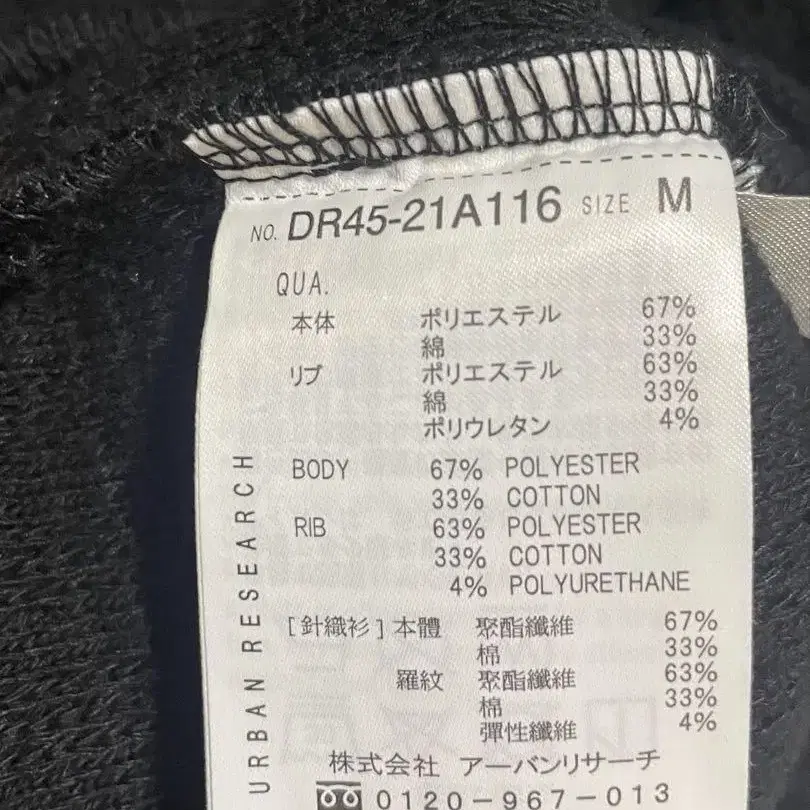 NO. DR45-21A116 SIZE M
QUA.
本体 ポリエステル 67%
綿 33%
リブ ポリエステル 63%
綿 33%
ポリウレタン 4%
BODY 67% POLYESTER
33% COTTON
RIB 63% POLYESTER
33% COTTON
4% POLYURETHANE
[針織衫]本體 聚酯纖維 67%
棉 33%
羅紋 聚酯纖維 63%
棉 33%
彈性纖維 4%
株式会社 アーバンリサーチ
0120-967-013
URBAN RESEARCH